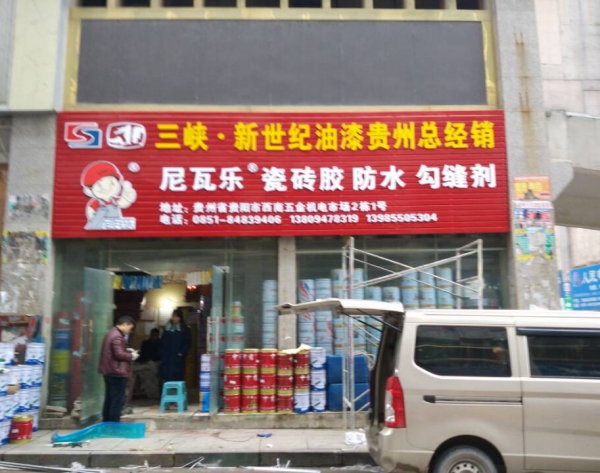 三峡·新世纪油漆贵州总经销
尼瓦乐® 瓷砖胶 防水 勾缝剂
地址：贵州省贵阳市西南五金机电市场2栋1号
电话：0851-84839406 13809478319 13985505304